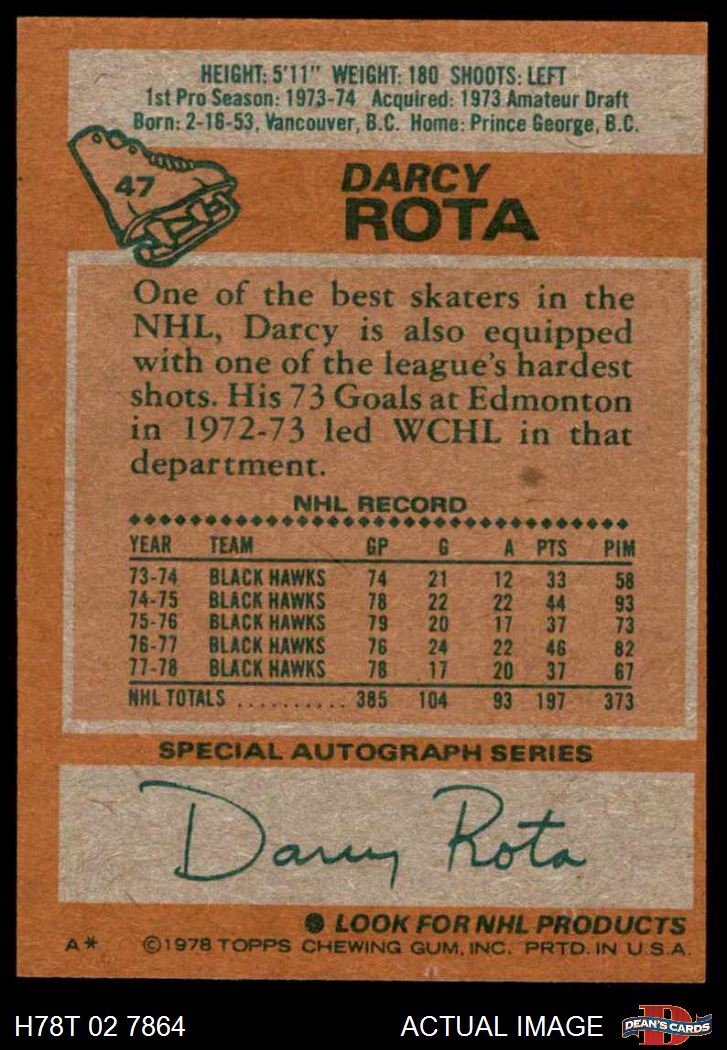 HEIGHT: 5'11" WEIGHT: 180 SHOOTS: LEFT
1st Pro Season: 1973-74 Acquired: 1973 Amateur Draft
Born: 2-16-53, Vancouver, B.C. Home: Prince George, B.C.
47
DARCY
ROTA
One of the best skaters in the
NHL, Darcy is also equipped
with one of the league's hardest
shots. His 73 Goals at Edmonton
in 1972-73 led WCHL in that
department.
NHL RECORD
YEAR TEAM GP G A PTS PIM
73-74 BLACK HAWKS 74 21 12 33 58
74-75 BLACK HAWKS 78 22 22 44 93
75-76 BLACK HAWKS 79 20 17 37 73
76-77 BLACK HAWKS 76 24 22 46 82
77-78 BLACK HAWKS 78 17 20 37 67
NHL TOTALS .......... 385 104 93 197 373
SPECIAL AUTOGRAPH SERIES
Darcy Rota
LOOK FOR NHL PRODUCTS
A* ©1978 TOPPS CHEWING GUM, INC. PRTD. IN U.S.A.
H78T 02 7864 ACTUAL IMAGE D DEAN'S CARDS